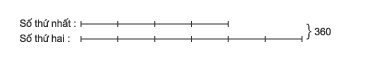 Số thứ nhất :
Số thứ hai :
360